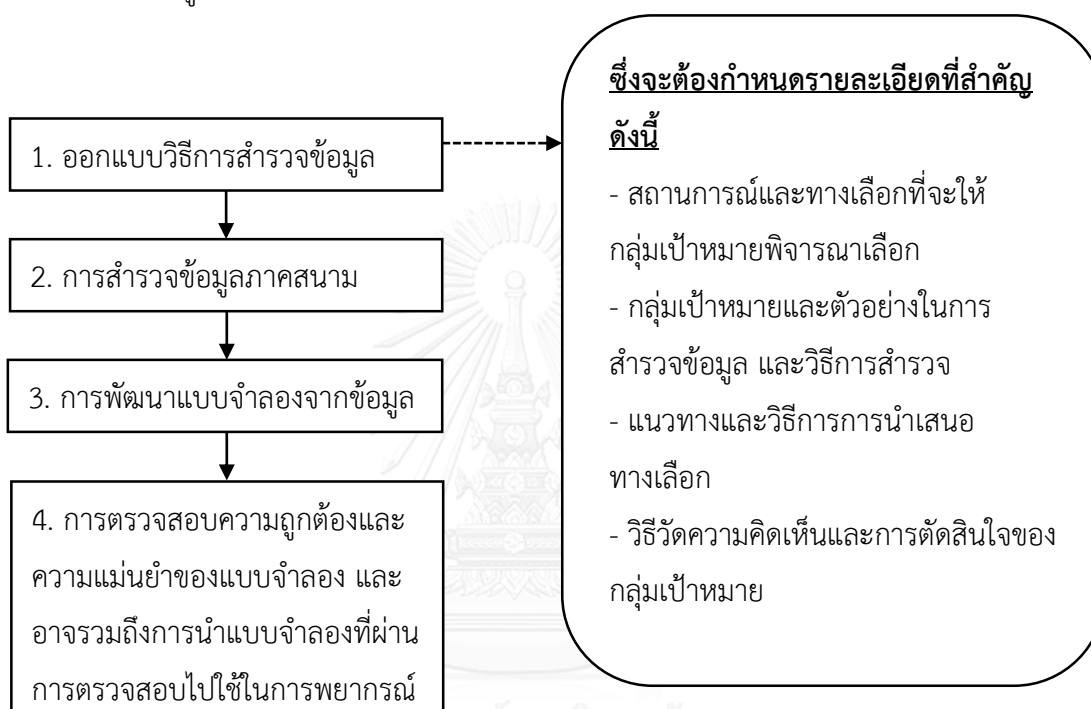 1. ออกแบบวิธีการสำรวจข้อมูล
2. การสำรวจข้อมูลภาคสนาม
3. การพัฒนาแบบจำลองจากข้อมูล
4. การตรวจสอบความถูกต้องและ
ความแม่นยำของแบบจำลอง และ
อาจรวมถึงการนำแบบจำลองที่ผ่าน
การตรวจสอบไปใช้ในการพยากรณ์
ซึ่งจะต้องกำหนดรายละเอียดที่สำคัญ
ดังนี้
- สถานการณ์และทางเลือกที่จะให้
กลุ่มเป้าหมายพิจารณาเลือก
- กลุ่มเป้าหมายและตัวอย่างในการ
สำรวจข้อมูล และวิธีการสำรวจ
- แนวทางและวิธีการการนำเสนอ
ทางเลือก
- วิธีวัดความคิดเห็นและการตัดสินใจของ
กลุ่มเป้าหมาย